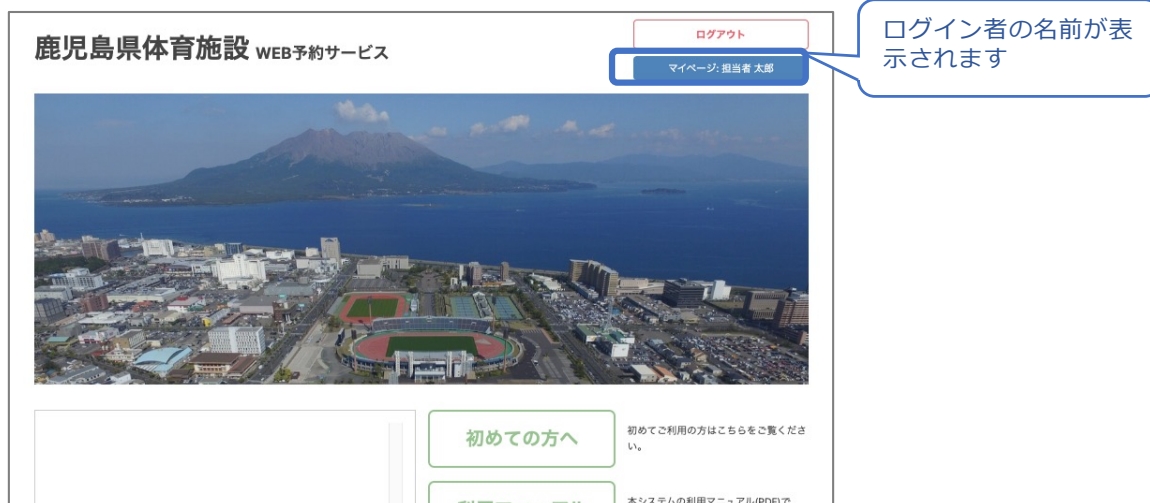 鹿児島県体育施設 WEB予約サービス
ログアウト
マイページ: 担当者 太郎
ログイン者の名前が表
示されます
初めての方へ
初めてご利用の方はこちらをご覧くださ
い。
本システムの利用マニュアル(PDF)で